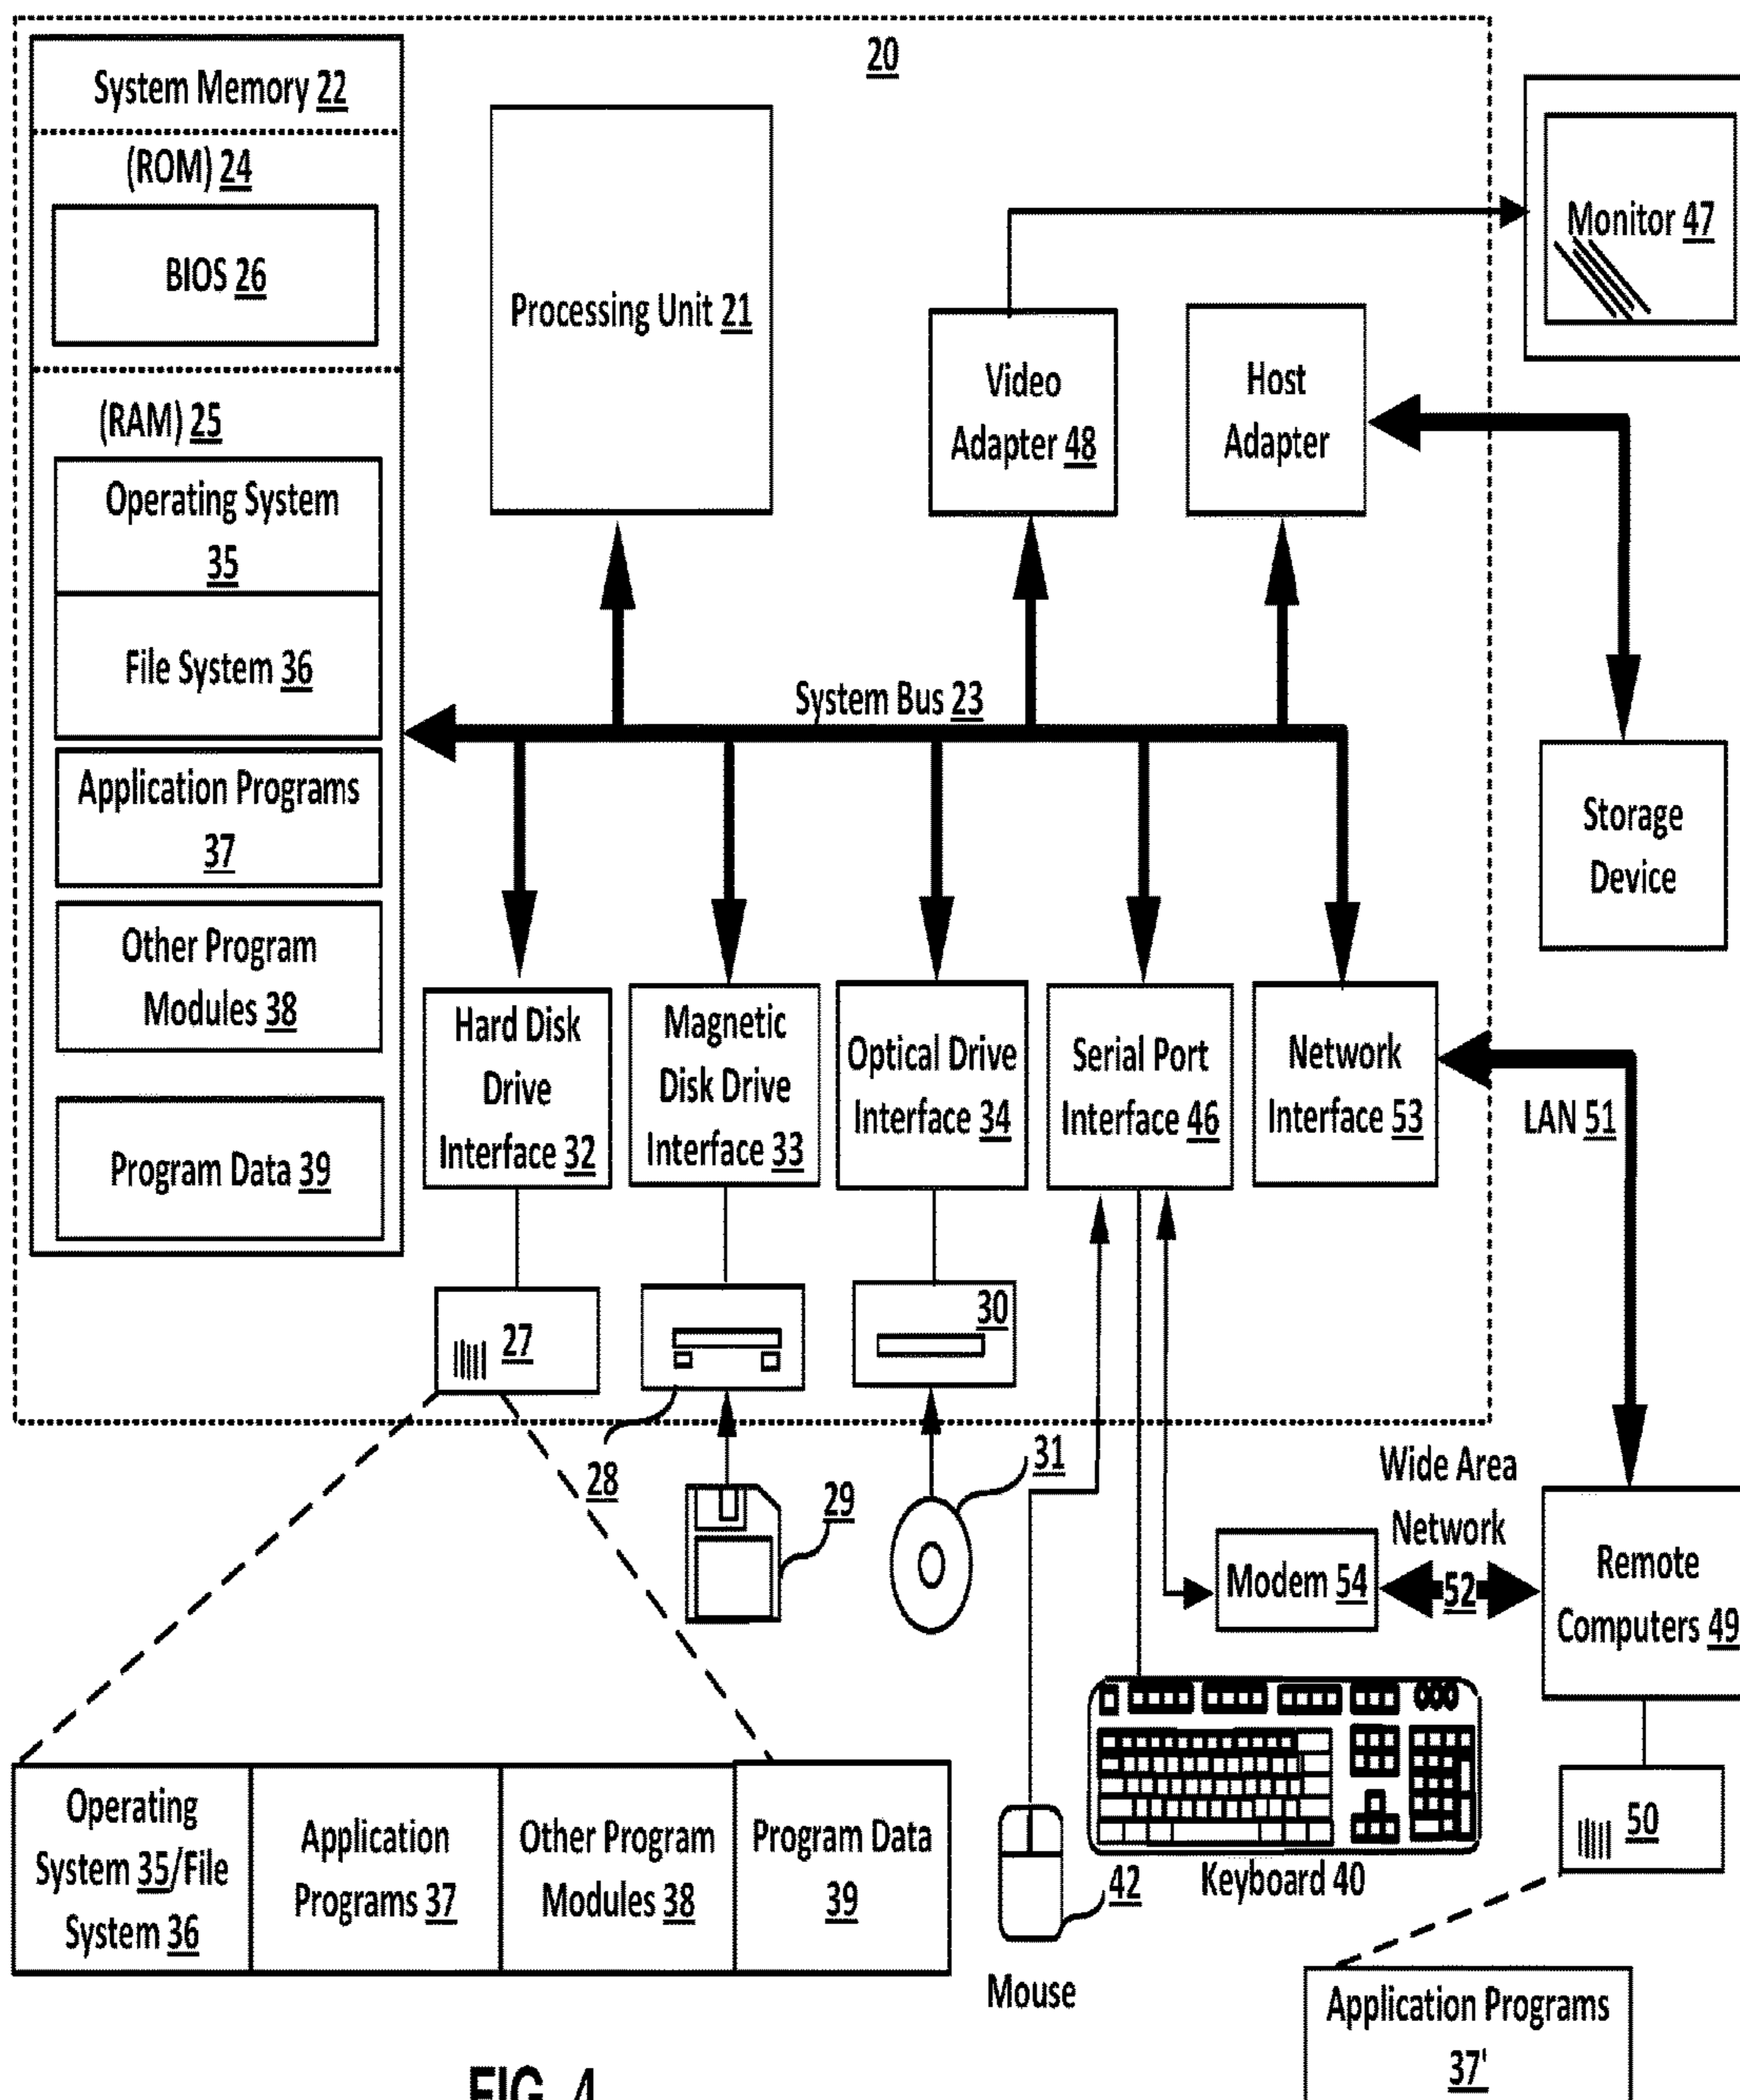 20
System Memory 22
(ROM) 24
BIOS 26
(RAM) 25
Operating System
35
File System 36
Application Programs
37
Other Program
Modules 38
Program Data 39
Processing Unit 21
Video
Adapter 48
Host
Adapter
Monitor 47
System Bus 23
Storage
Device
Hard Disk
Drive
Interface 32
Magnetic
Disk Drive
Interface 33
Optical Drive
Interface 34
Serial Port
Interface 46
Network
Interface 53
LAN 51
27
28
29
30
31
Wide Area
Network
52
Modem 54
Remote
Computers 49
50
Operating
System 35/File
System 36
Application
Programs 37
Other Program
Modules 38
Program Data
39
42
Mouse
Keyboard 40
Application Programs
37'
FIG. 4